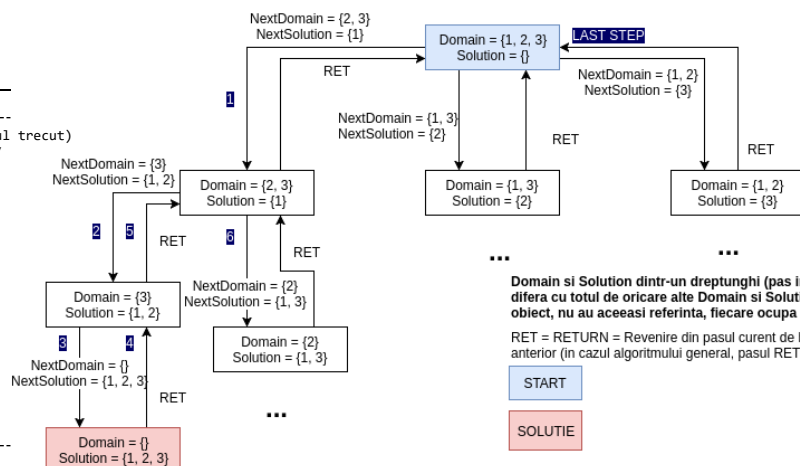 NextDomain = {2, 3}
NextSolution = {1}
Domain = {1, 2, 3}
Solution = {}
LAST STEP
RET
NextDomain = {1, 2}
NextSolution = {3}
1
NextDomain = {1, 3}
NextSolution = {2}
trecut)
RET
RET
NextDomain = {3}
NextSolution = {1, 2}
Domain = {2, 3}
Solution = {1}
Domain = {1, 3}
Solution = {2}
Domain = {1, 2}
Solution = {3}
2
5
RET
6
RET
...
...
Domain = {3}
Solution = {1, 2}
NextDomain = {2}
NextSolution = {1, 3}
Domain si Solution dintr-un dreptunghi (pas
difera cu totul de oricare alte Domain si
obiect, nu au aceeasi referinta, fiecare ocupa
3
4
Domain = {2}
Solution = {1, 3}
RET = RETURN = Revenire din pasul curent de
anterior (in cazul algoritmului general, pasul RET
NextDomain = {}
NextSolution = {1, 2, 3}
RET
START
...
SOLUTIE
Domain = {}
Solution = {1, 2, 3}